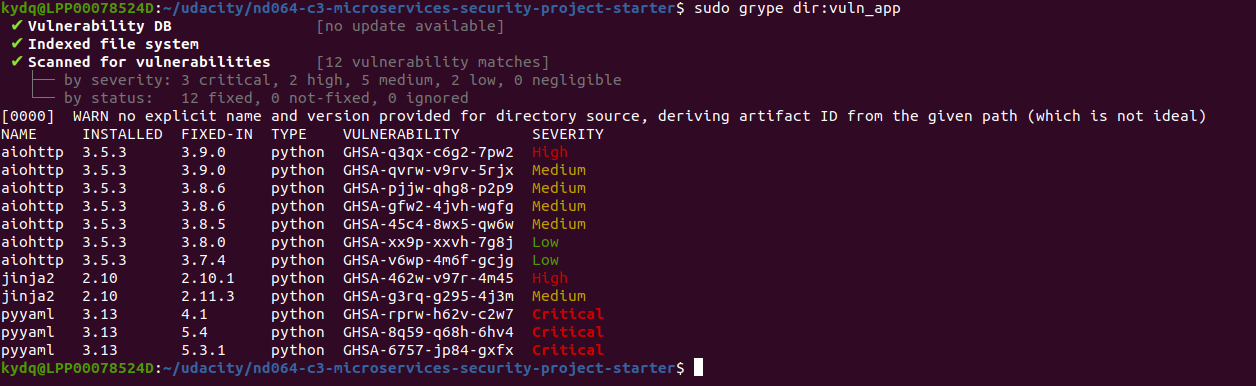 kydq@LPP00078524D:~/udacity/nd064-c3-microservices-security-project-starter$ sudo grype dir:vuln_app
✔ Vulnerability DB [no update available]
✔ Indexed file system
✔ Scanned for vulnerabilities [12 vulnerability matches]
├── by severity: 3 critical, 2 high, 5 medium, 2 low, 0 negligible
└── by status: 12 fixed, 0 not-fixed, 0 ignored
[0000] WARN no explicit name and version provided for directory source, deriving artifact ID from the given path (which is not ideal)
NAME INSTALLED FIXED-IN TYPE VULNERABILITY SEVERITY
aiohttp 3.5.3 3.9.0 python GHSA-q3qx-c6g2-7pw2 High
aiohttp 3.5.3 3.9.0 python GHSA-qvrw-v9rv-5rjx Medium
aiohttp 3.5.3 3.8.6 python GHSA-pjjw-qhg8-p2p9 Medium
aiohttp 3.5.3 3.8.6 python GHSA-gfw2-4jvh-wgfg Medium
aiohttp 3.5.3 3.8.5 python GHSA-45c4-8wx5-qw6w Medium
aiohttp 3.5.3 3.8.0 python GHSA-xx9p-xxvh-7g8j Low
aiohttp 3.5.3 3.7.4 python GHSA-v6wp-4m6f-gcjg Low
jinja2 2.10 2.10.1 python GHSA-462w-v97r-4m45 High
jinja2 2.10 2.11.3 python GHSA-g3rq-g295-4j3m Medium
pyyaml 3.13 4.1 python GHSA-rprw-h62v-c2w7 Critical
pyyaml 3.13 5.4 python GHSA-8q59-q68h-6hv4 Critical
pyyaml 3.13 5.3.1 python GHSA-6757-jp84-gxfx Critical
kydq@LPP00078524D:~/udacity/nd064-c3-microservices-security-project-starter$